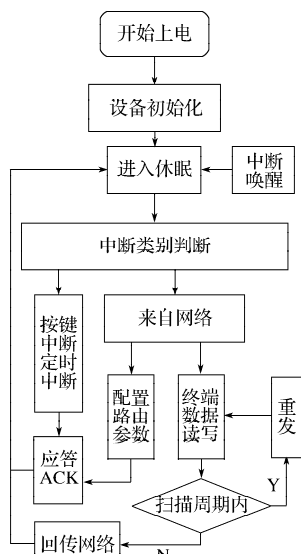 开始上电
设备初始化
进入休眠
中断
唤醒
中断类别判断
按键
中断
定时
中断
来自网络
配置
路由
参数
终端
数据
读写
重发
应答
ACK
扫描周期内
Y
回传网络
N